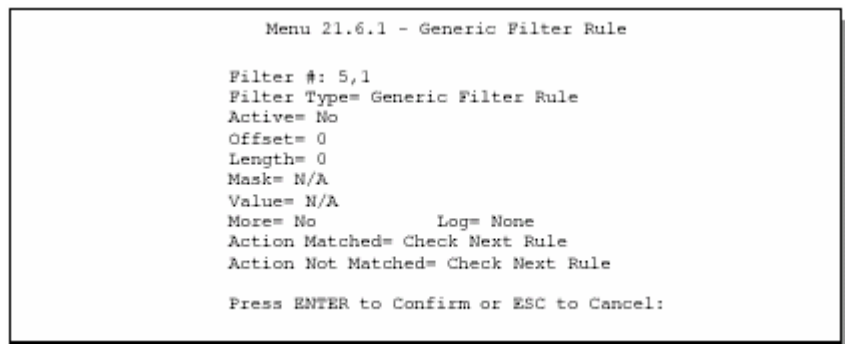 Menu 21.6.1 - Generic Filter Rule
Filter #: 5,1
Filter Type= Generic Filter Rule
Active= No
Offset= 0
Length= 0
Mask= N/A
Value= N/A
More= No Log= None
Action Matched= Check Next Rule
Action Not Matched= Check Next Rule
Press ENTER to Confirm or ESC to Cancel: